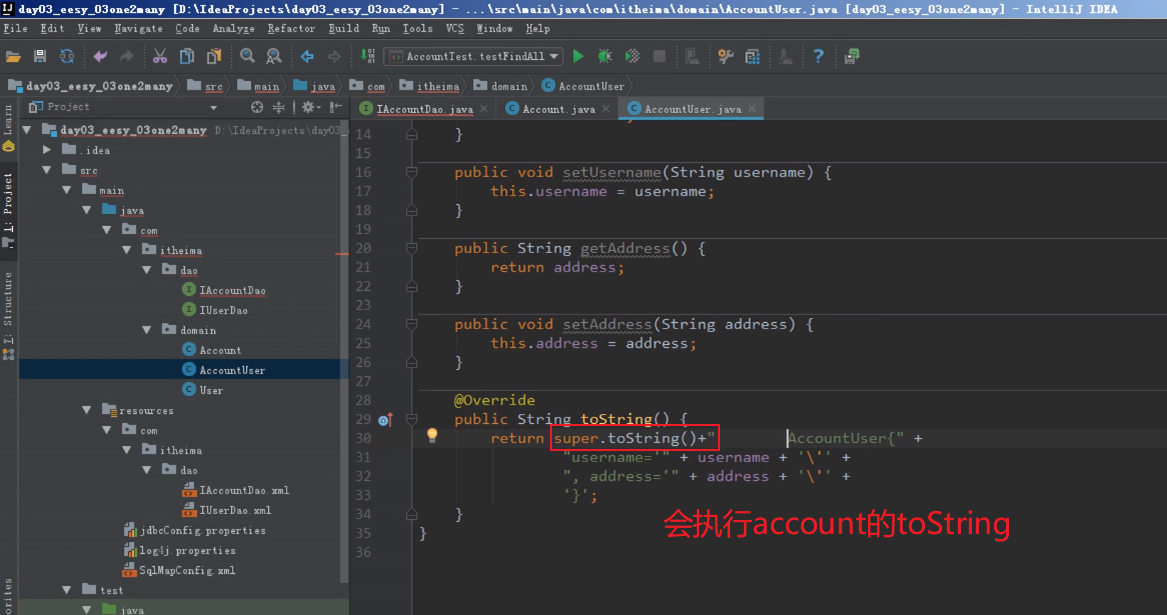 day03_eesy_03one2many [D:\IdeaProjects\day03_eesy_03one2many] - ...\src\main\java\com\itheima\domain\AccountUser.java [day03_eesy_03one2many] - IntelliJ IDEA
File Edit View Navigate Code Analyze Refactor Build Run Tools VCS Window Help
AccountTest.testFindAll
day03_eesy_03one2many src main java com itheima domain AccountUser
Project
IAccountDao.java Account.java AccountUser.java
Learn
1: Project
Z: Structure
day03_eesy_03one2many D:\IdeaProjects\day03_
.idea
src
main
java
com
itheima
dao
IAccountDao
IUserDao
domain
Account
AccountUser
User
resources
com
itheima
dao
IAccountDao.xml
IUserDao.xml
jdbcConfig.properties
log4j.properties
SqlMapConfig.xml
test
java
14 }
15
16 public void setUsername(String username) {
17 this.username = username;
18 }
19
20 public String getAddress() {
21 return address;
22 }
23
24 public void setAddress(String address) {
25 this.address = address;
26 }
27
28 @Override
29 public String toString() {
30 return super.toString()+"        AccountUser{" +
31 "username='" + username + '\'' +
32 ", address='" + address + '\'' +
33 '}';
34 }
35 }
36
会执行account的toString